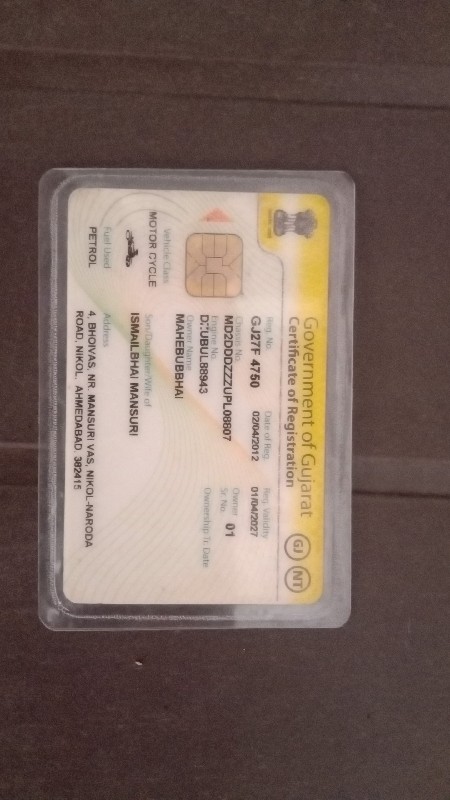 Government of Gujarat
Certificate of Registration
GJ NT
Reg. No. Date of Reg. Reg. Validity
GJ27F 4750 02/04/2012 01/04/2027
Chassis No. Owner
MD2DDDZZZUPL08807 Sr. No. 01
Engine No. Ownership Tr. Date
Owner Name
MAHEBUBBHAI
Vehicle Class Son/Daughter/Wife of
MOTOR CYCLE ISMAILBHAI MANSURI
Fuel Used Address
PETROL 4, BHOIVAS, NR. MANSURI VAS, NIKOL-NARODA
ROAD, NIKOL. AHMEDABAD 382415